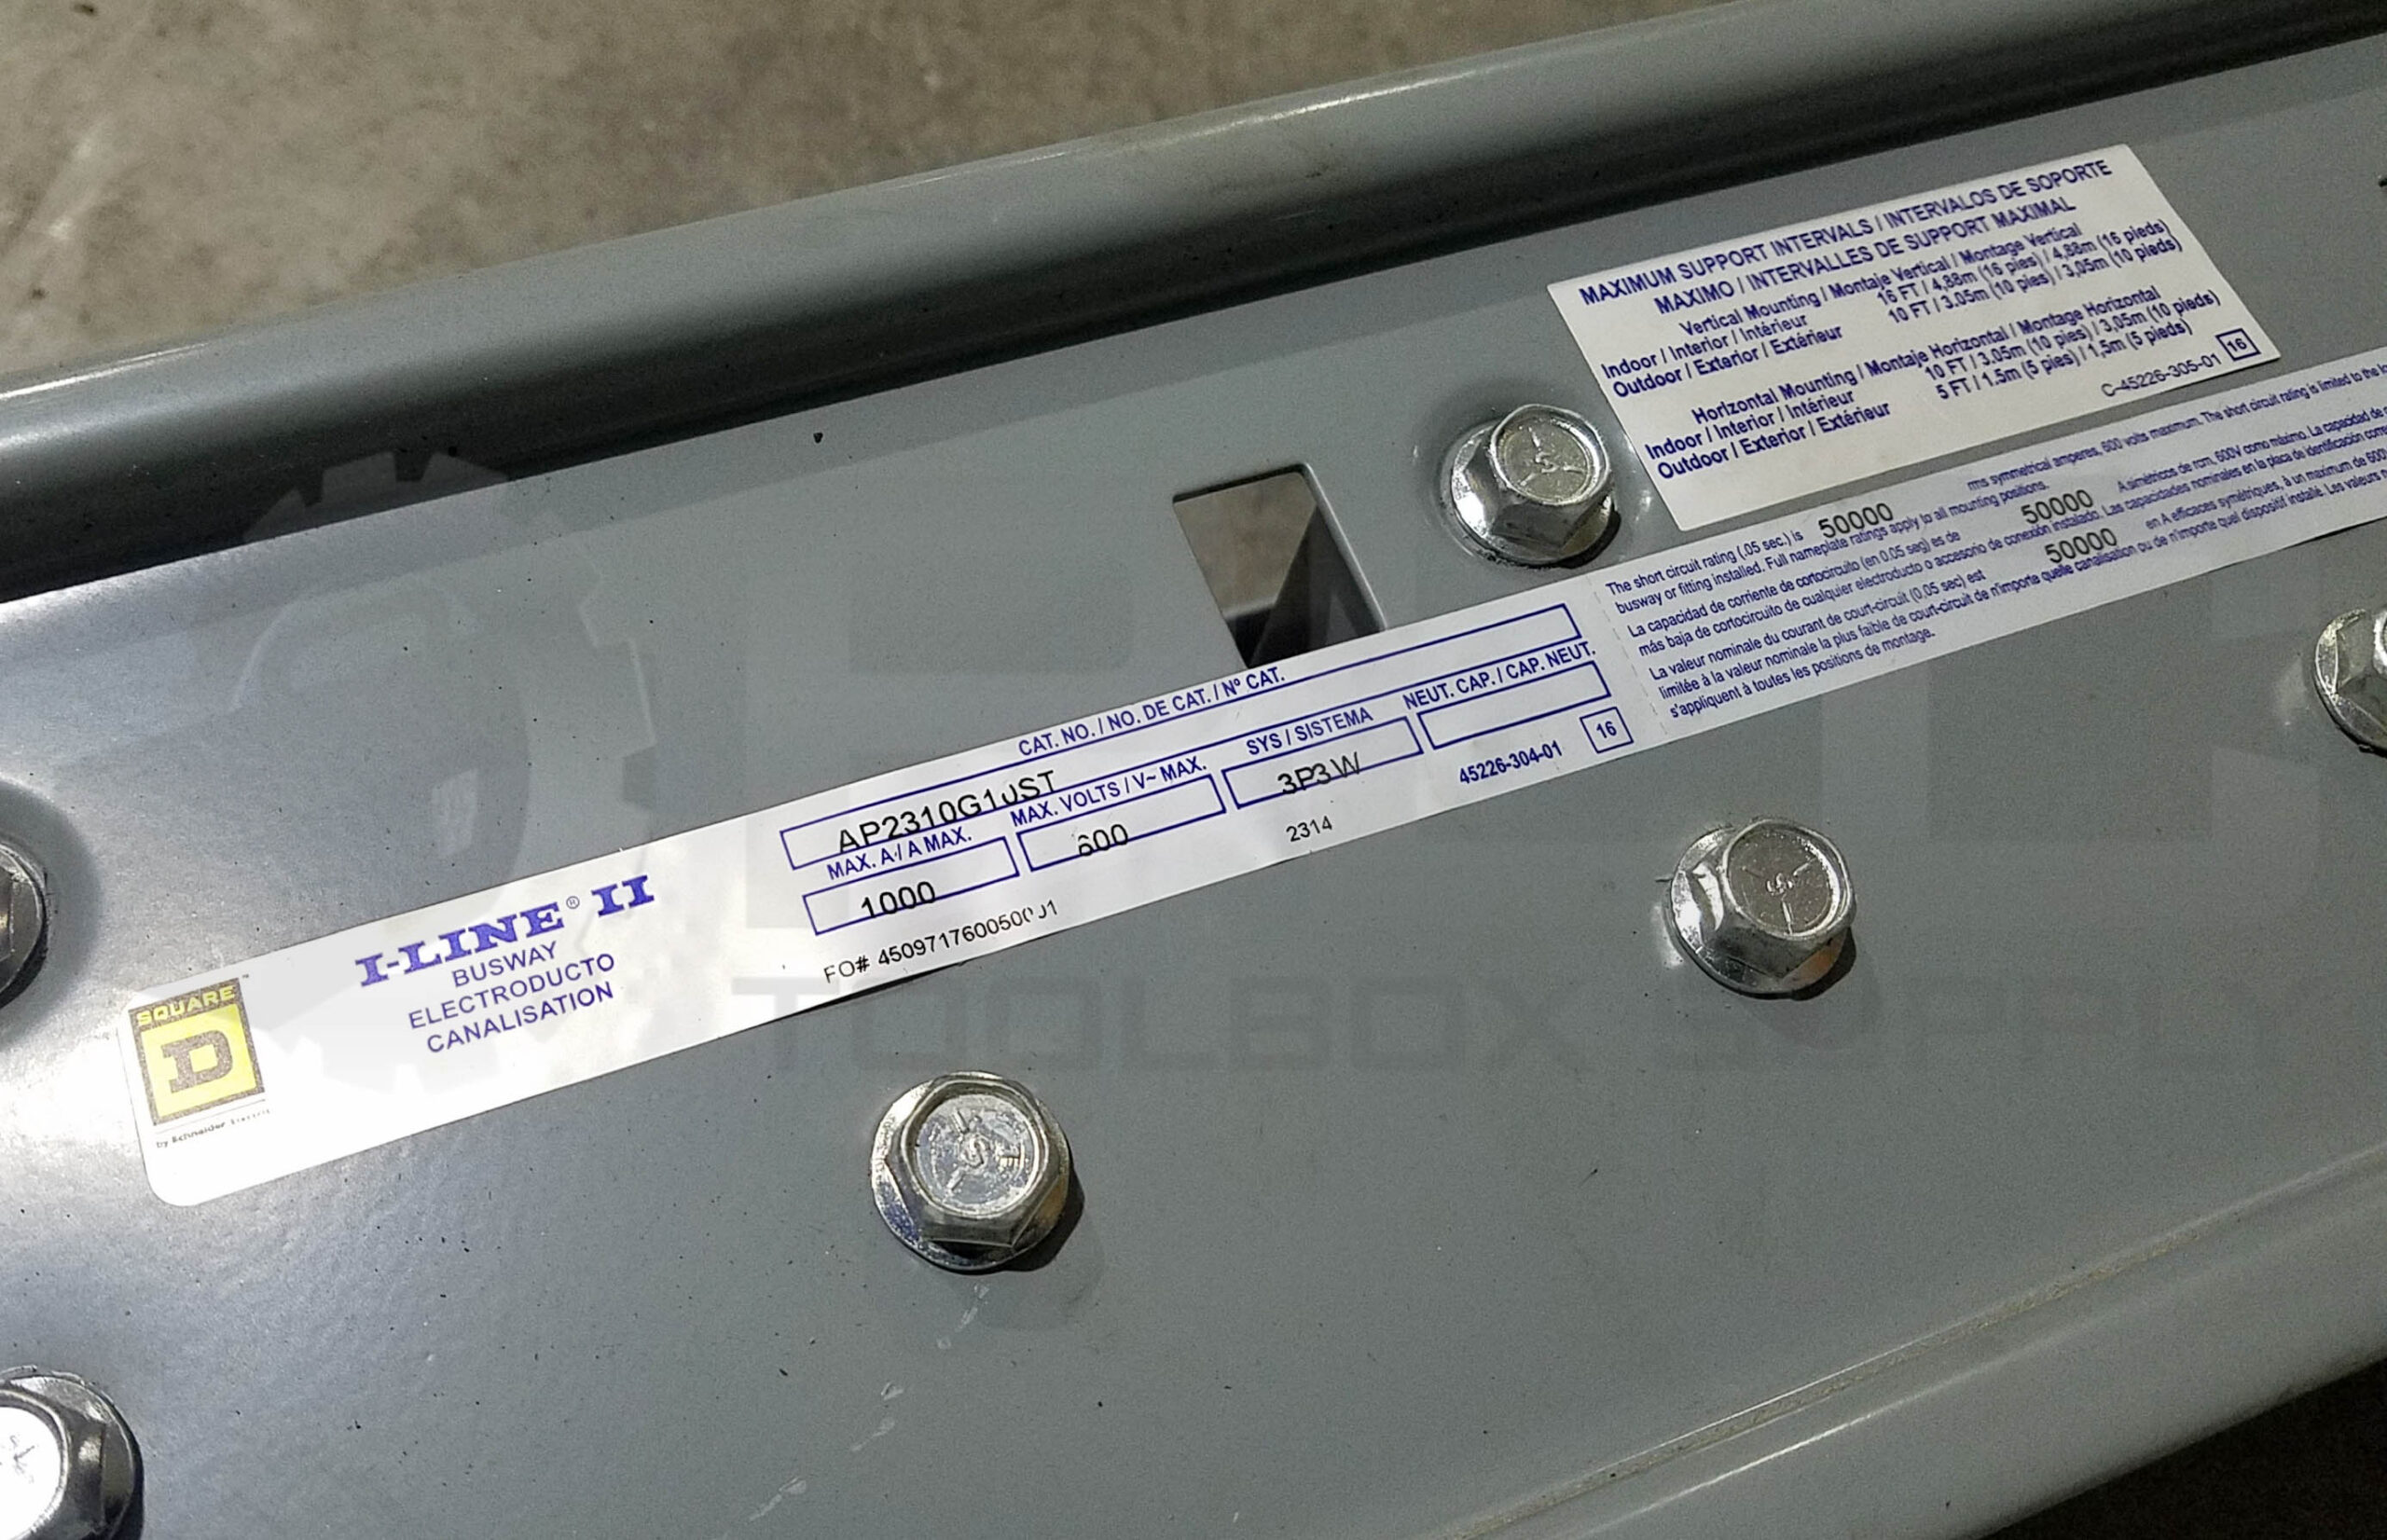 SQUARE
D
by Schneider Electric
I-LINE® II
BUSWAY
ELECTRODUCTO
CANALISATION
CAT. NO. / NO. DE CAT. / Nº CAT.
AP2310G10ST
MAX. A / A MAX.
1000
MAX. VOLTS / V~ MAX.
600
SYS / SISTEMA
3P3W
NEUT. CAP. / CAP. NEUT.
FO#
2314
45226-304-01
16
MAXIMUM SUPPORT INTERVALS / INTERVALOS DE SOPORTE
MAXIMO / INTERVALLES DE SUPPORT MAXIMAL
Vertical Mounting / Montaje Vertical / Montage Vertical
Indoor / Interior / Intérieur 16 FT / 4,88m (16 pies) / 4,88m (16 pieds)
Outdoor / Exterior / Extérieur 10 FT / 3.05m (10 pies) / 3,05m (10 pieds)
Horizontal Mounting / Montaje Horizontal / Montage Horizontal
Indoor / Interior / Intérieur 10 FT / 3.05m (10 pies) / 3,05m (10 pieds)
Outdoor / Exterior / Extérieur 5 FT / 1.5m (5 pies) / 1,5m (5 pieds)
C-45226-305-01 16
The short circuit rating (.05 sec.) is 50000 rms symmetrical amperes, 600 volts maximum. The short circuit rating is limited to the
busway or fitting installed. Full nameplate ratings apply to all mounting positions.
La capacidad de corriente de cortocircuito (en 0.05 seg) es de 50000 A simétricos de rcm, 600V como máximo. La capacidad de
más baja de cortocircuito de cualquier electroducto o accesorio de conexión instalado. Las capacidades nominales en la placa de identificación
La valeur nominale du courant de court-circuit (0.05 sec) est 50000 en A efficaces symétriques, à un maximum de 600
limitée à la valeur nominale la plus faible de court-circuit de n'importe quelle canalisation ou de n'importe quel dispositif installé. Les valeurs
s'appliquent à toutes les positions de montage.
TOOLBOX